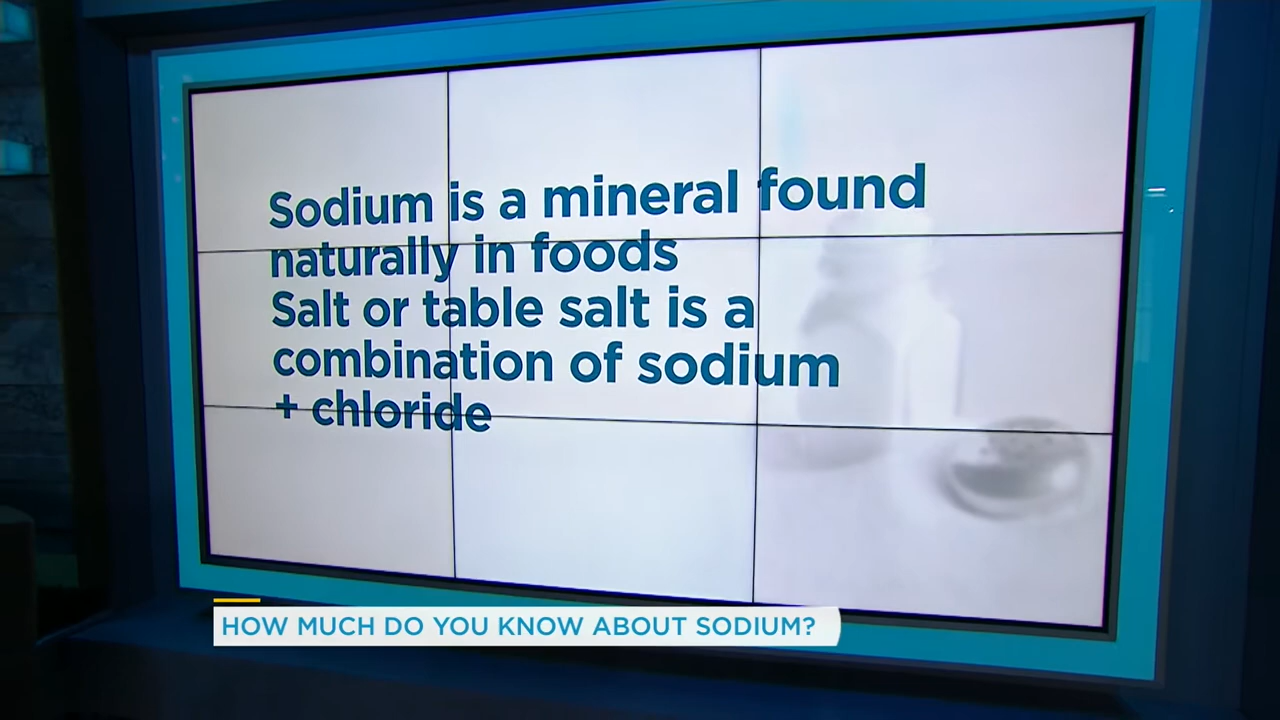 Sodium is a mineral found
naturally in foods
Salt or table salt is a
combination of sodium
+ chloride
HOW MUCH DO YOU KNOW ABOUT SODIUM?